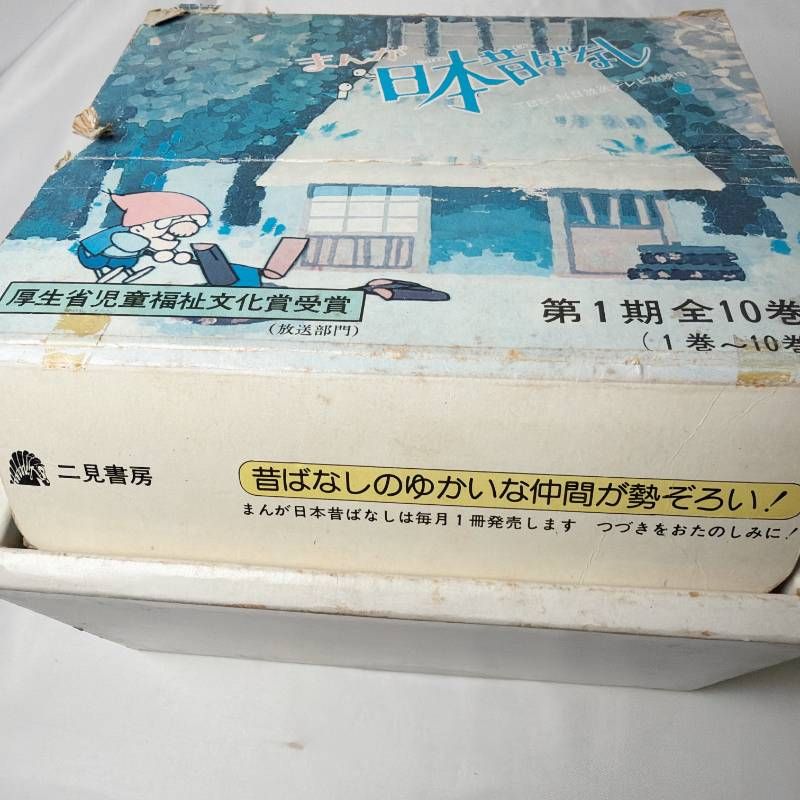 まんが
日本昔ばなし
厚生省児童福祉文化賞受賞
(放送部門)
第1期全10巻
(1巻〜10巻
二見書房
昔ばなしのゆかいな仲間が勢ぞろい!
まんが日本昔ばなしは毎月1冊発売します つづきをおたのしみに!